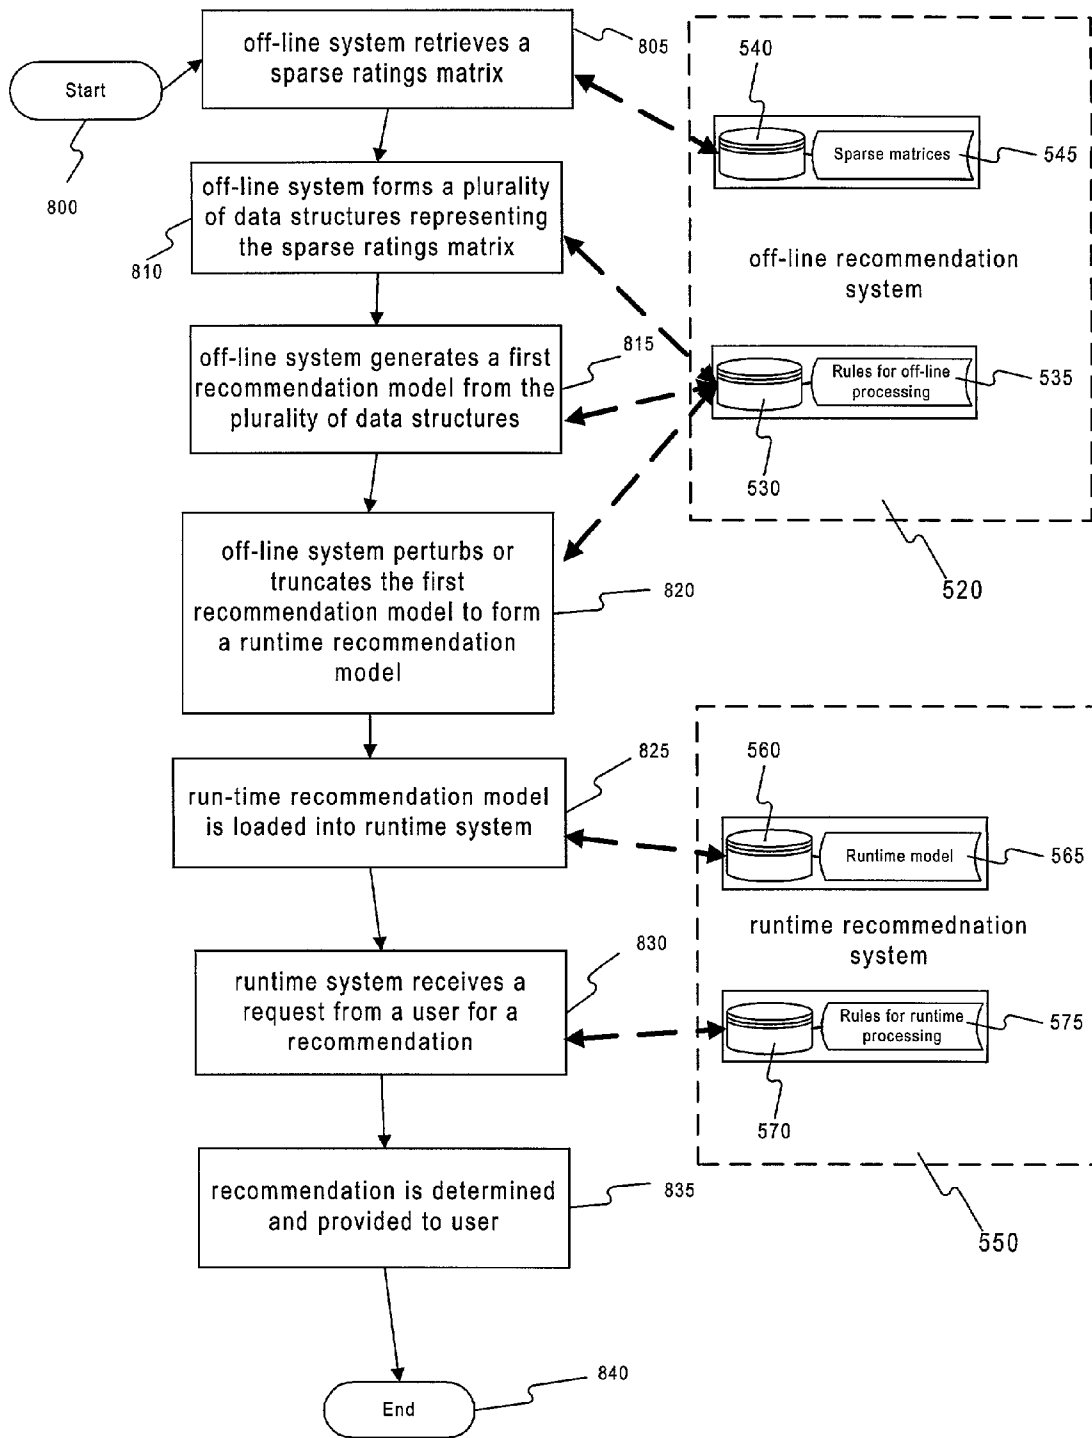 Start
800
off-line system retrieves a
sparse ratings matrix
805
off-line system forms a plurality
of data structures representing
the sparse ratings matrix
810
off-line system generates a first
recommendation model from the
plurality of data structures
815
off-line system perturbs or
truncates the first
recommendation model to form
a runtime recommendation
model
820
run-time recommendation model
is loaded into runtime system
825
runtime system receives a
request from a user for a
recommendation
830
recommendation is determined
and provided to user
835
End
840
540
Sparse matrices
545
off-line recommendation
system
Rules for off-line
processing
535
530
520
560
Runtime model
565
runtime recommednation
system
Rules for runtime
processing
575
570
550